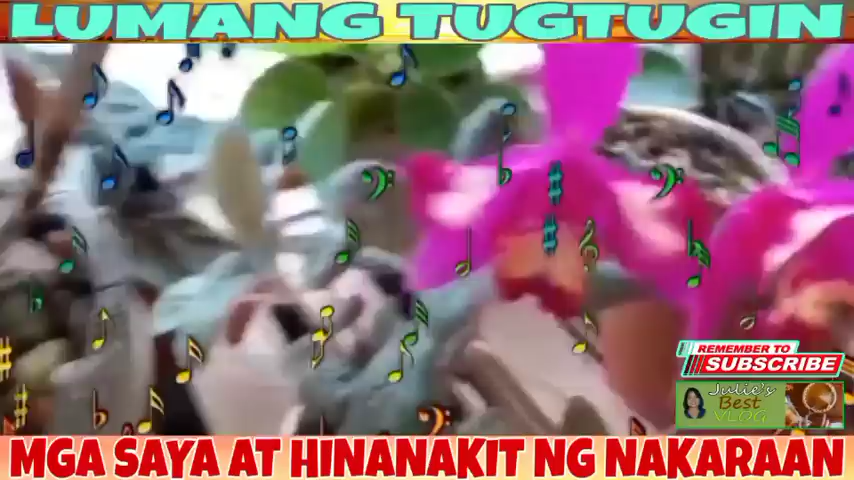 LUMANG TUGTUGIN
REMEMBER TO
SUBSCRIBE
Julie's
Best
VLOG
MGA SAYA AT HINANAKIT NG NAKARAAN